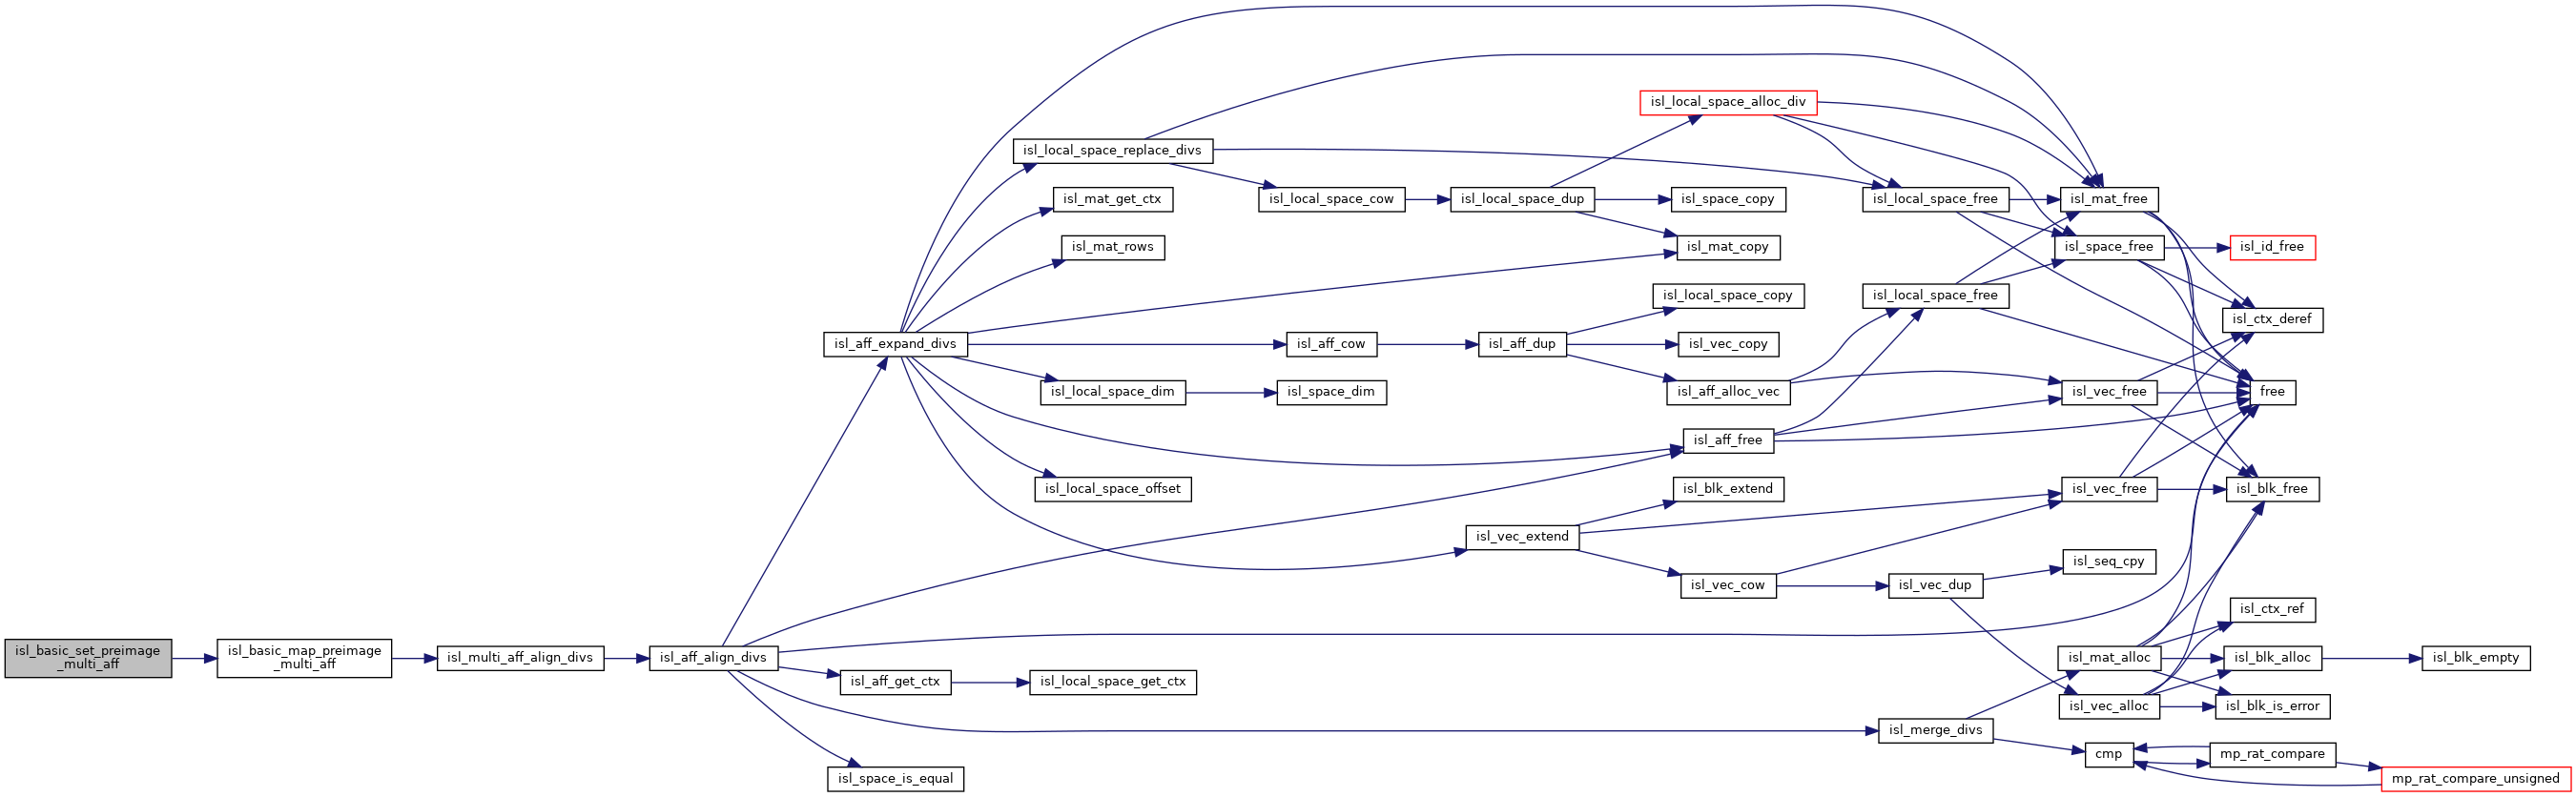 isl_basic_set_preimage
_multi_aff
isl_basic_map_preimage
_multi_aff
isl_multi_aff_align_divs
isl_aff_align_divs
isl_aff_expand_divs
isl_aff_get_ctx
isl_space_is_equal
isl_local_space_replace_divs
isl_mat_get_ctx
isl_mat_rows
isl_local_space_dim
isl_local_space_offset
isl_local_space_get_ctx
isl_local_space_cow
isl_aff_cow
isl_space_dim
isl_local_space_dup
isl_aff_dup
isl_vec_extend
isl_local_space_alloc_div
isl_space_copy
isl_mat_copy
isl_local_space_copy
isl_vec_copy
isl_aff_alloc_vec
isl_aff_free
isl_blk_extend
isl_vec_cow
isl_local_space_free
isl_local_space_free
isl_vec_dup
isl_merge_divs
isl_mat_free
isl_space_free
isl_vec_free
isl_vec_free
isl_seq_cpy
isl_mat_alloc
isl_vec_alloc
cmp
isl_id_free
isl_ctx_deref
free
isl_blk_free
isl_ctx_ref
isl_blk_alloc
isl_blk_is_error
mp_rat_compare
isl_blk_empty
mp_rat_compare_unsigned